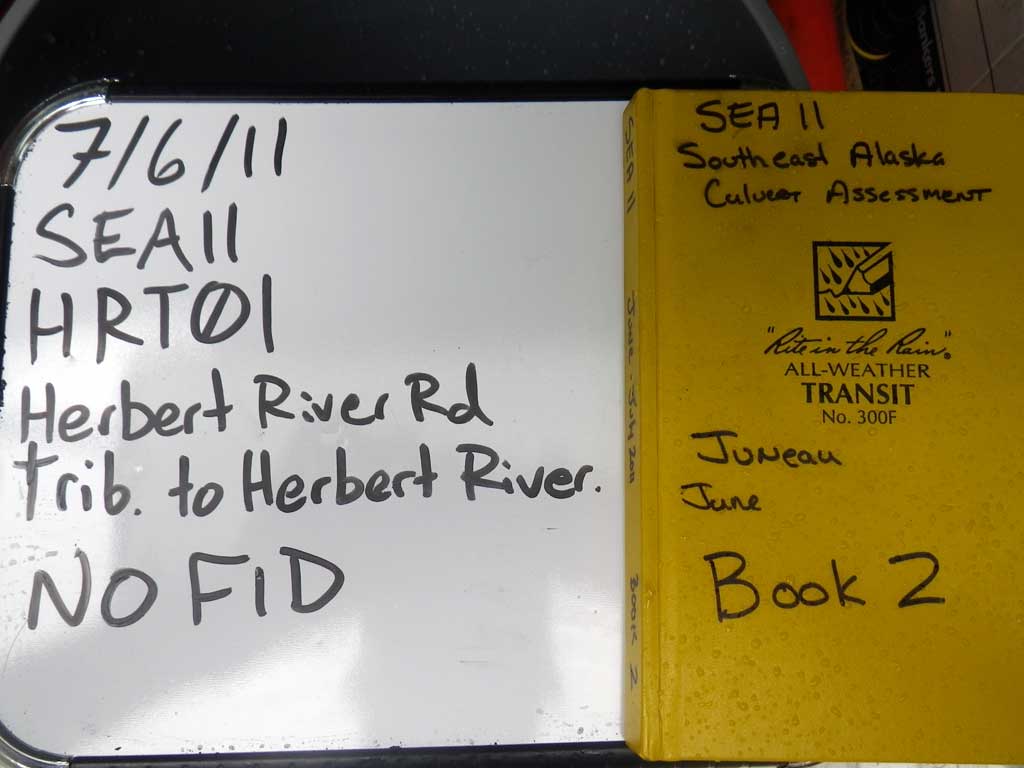 7/6/11
SEA11
HRT01
Herbert River Rd
Trib. to Herbert River.
NO FID
SEA 11
Southeast Alaska
Culvert Assessment
"Rite in the Rain"®
ALL-WEATHER
TRANSIT
No. 300F
Juneau
June
Book 2
SEA 11
June - July 2011
BOOK 2